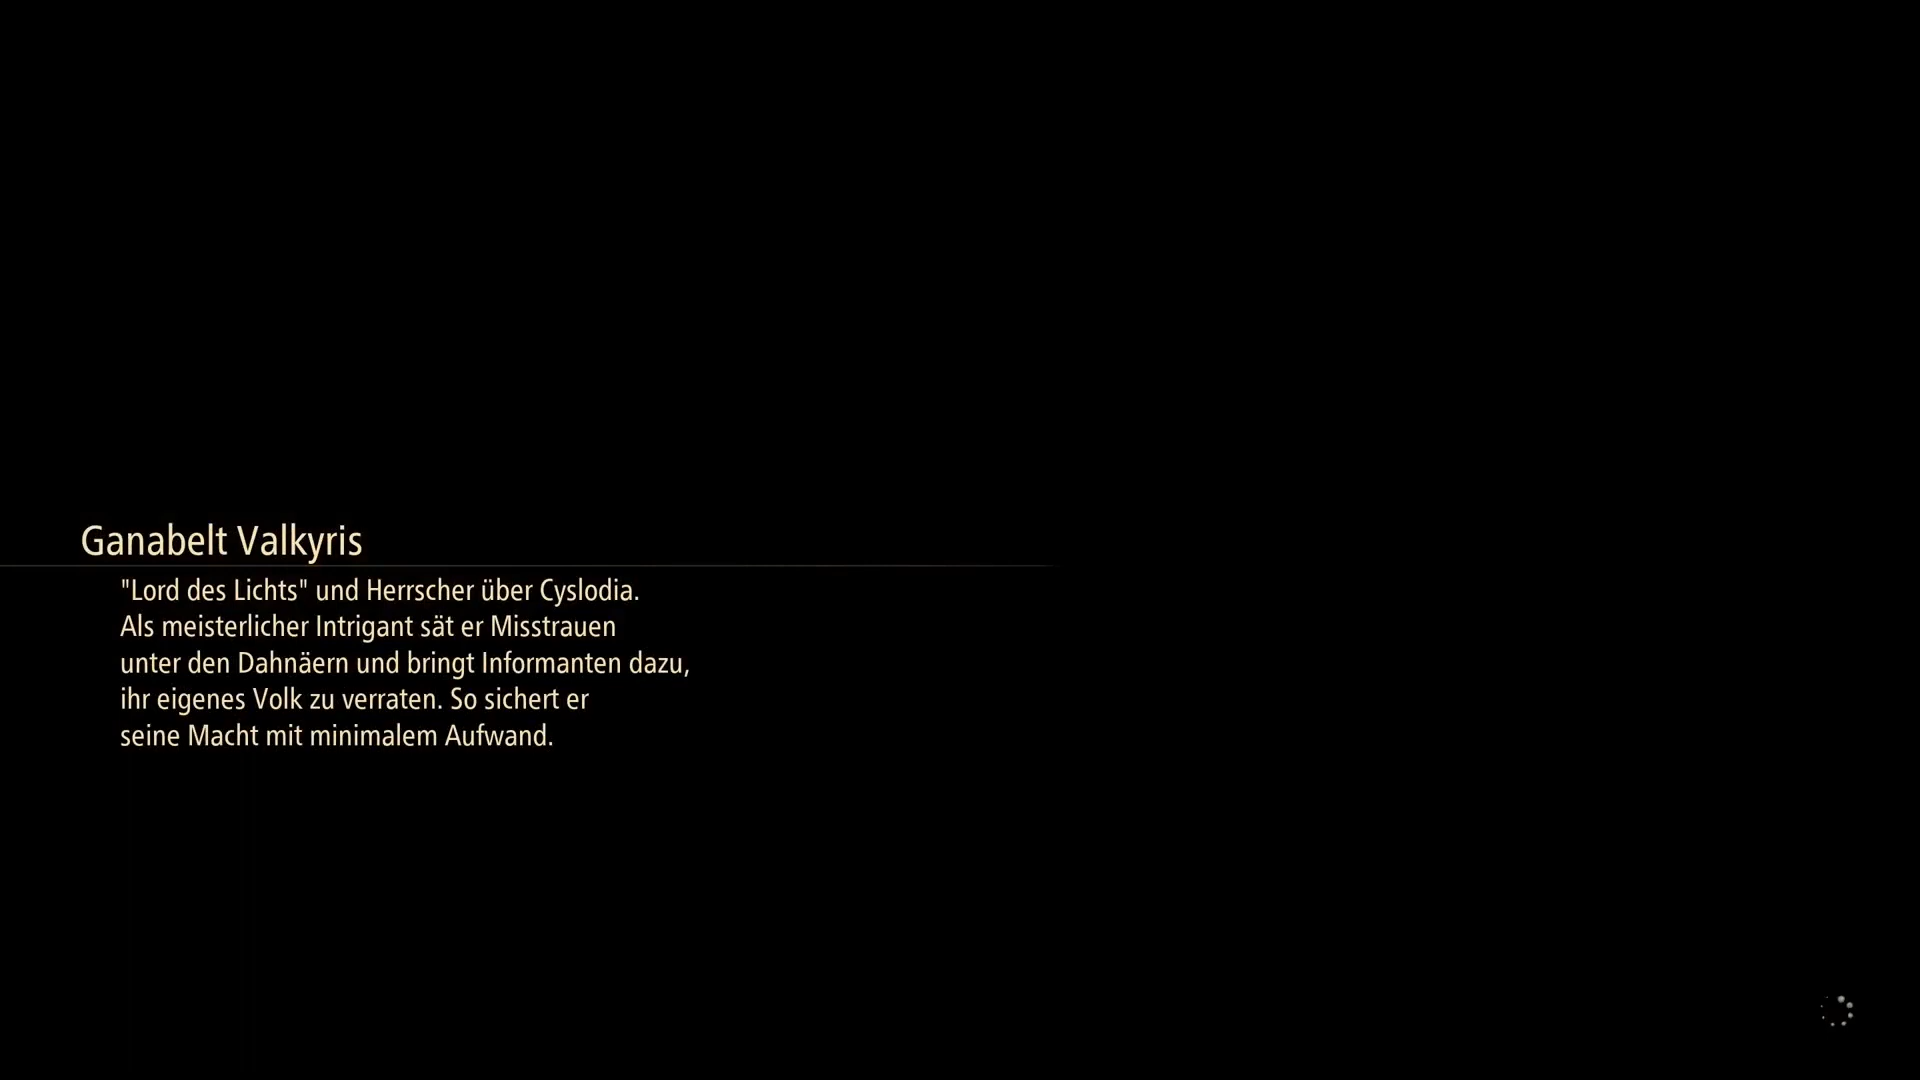 Ganabelt Valkyris
"Lord des Lichts" und Herrscher über Cyslodia.
Als meisterlicher Intrigant sät er Misstrauen
unter den Dahnäern und bringt Informanten dazu,
ihr eigenes Volk zu verraten. So sichert er
seine Macht mit minimalem Aufwand.